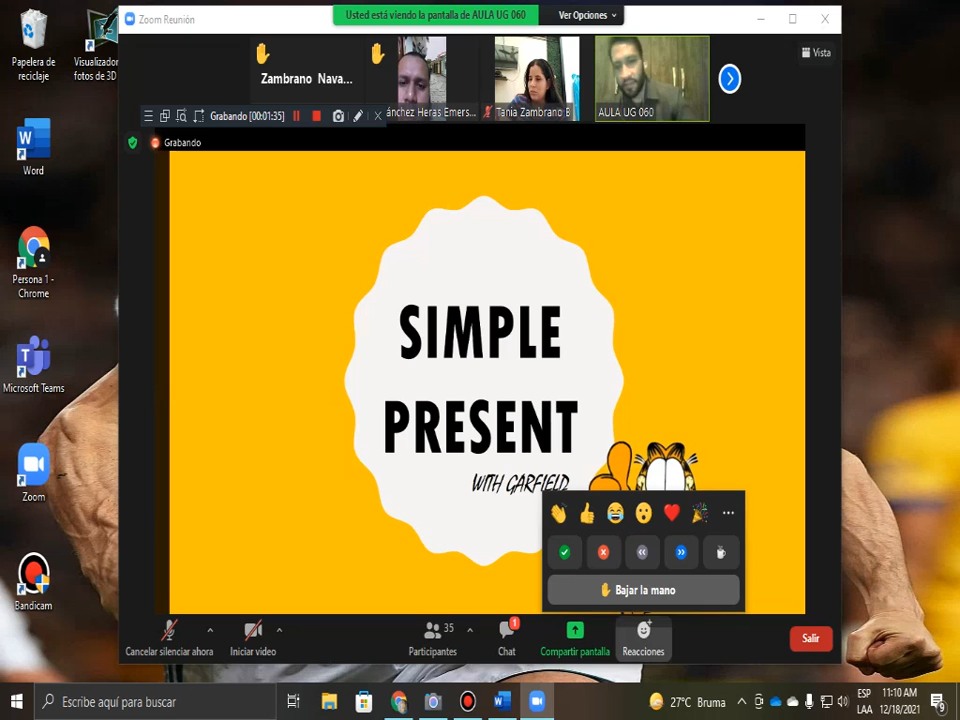 Papelera de
reciclaje
Visualizador
fotos de 3D
Word
Persona 1 -
Chrome
Microsoft Teams
Zoom
Bandicam
Zoom Reunión
Usted está viendo la pantalla de AULA UG 060
Ver Opciones
Vista
Zambrano Nava...
ánchez Heras Emers...
Tania Zambrano B
AULA UG 060
Grabando [00:01:35]
Grabando
SIMPLE
PRESENT
WITH GARFIELD
Bajar la mano
Cancelar silenciar ahora
Iniciar video
35
Participantes
1
Chat
Compartir pantalla
Reacciones
Salir
Escribe aquí para buscar
27°C Bruma
ESP
LAA
11:10 AM
12/18/2021
9